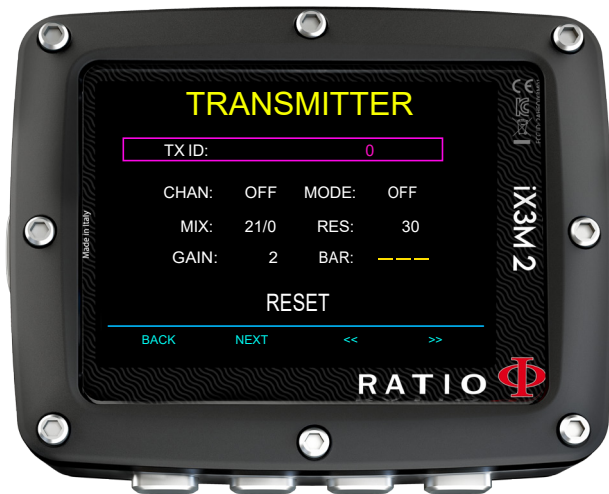 TRANSMITTER
TX ID: 0
CHAN: OFF MODE: OFF
MIX: 21/0 RES: 30
GAIN: 2 BAR: ---
RESET
BACK NEXT << >>
Made in Italy
iX3M 2
RATIO
CE